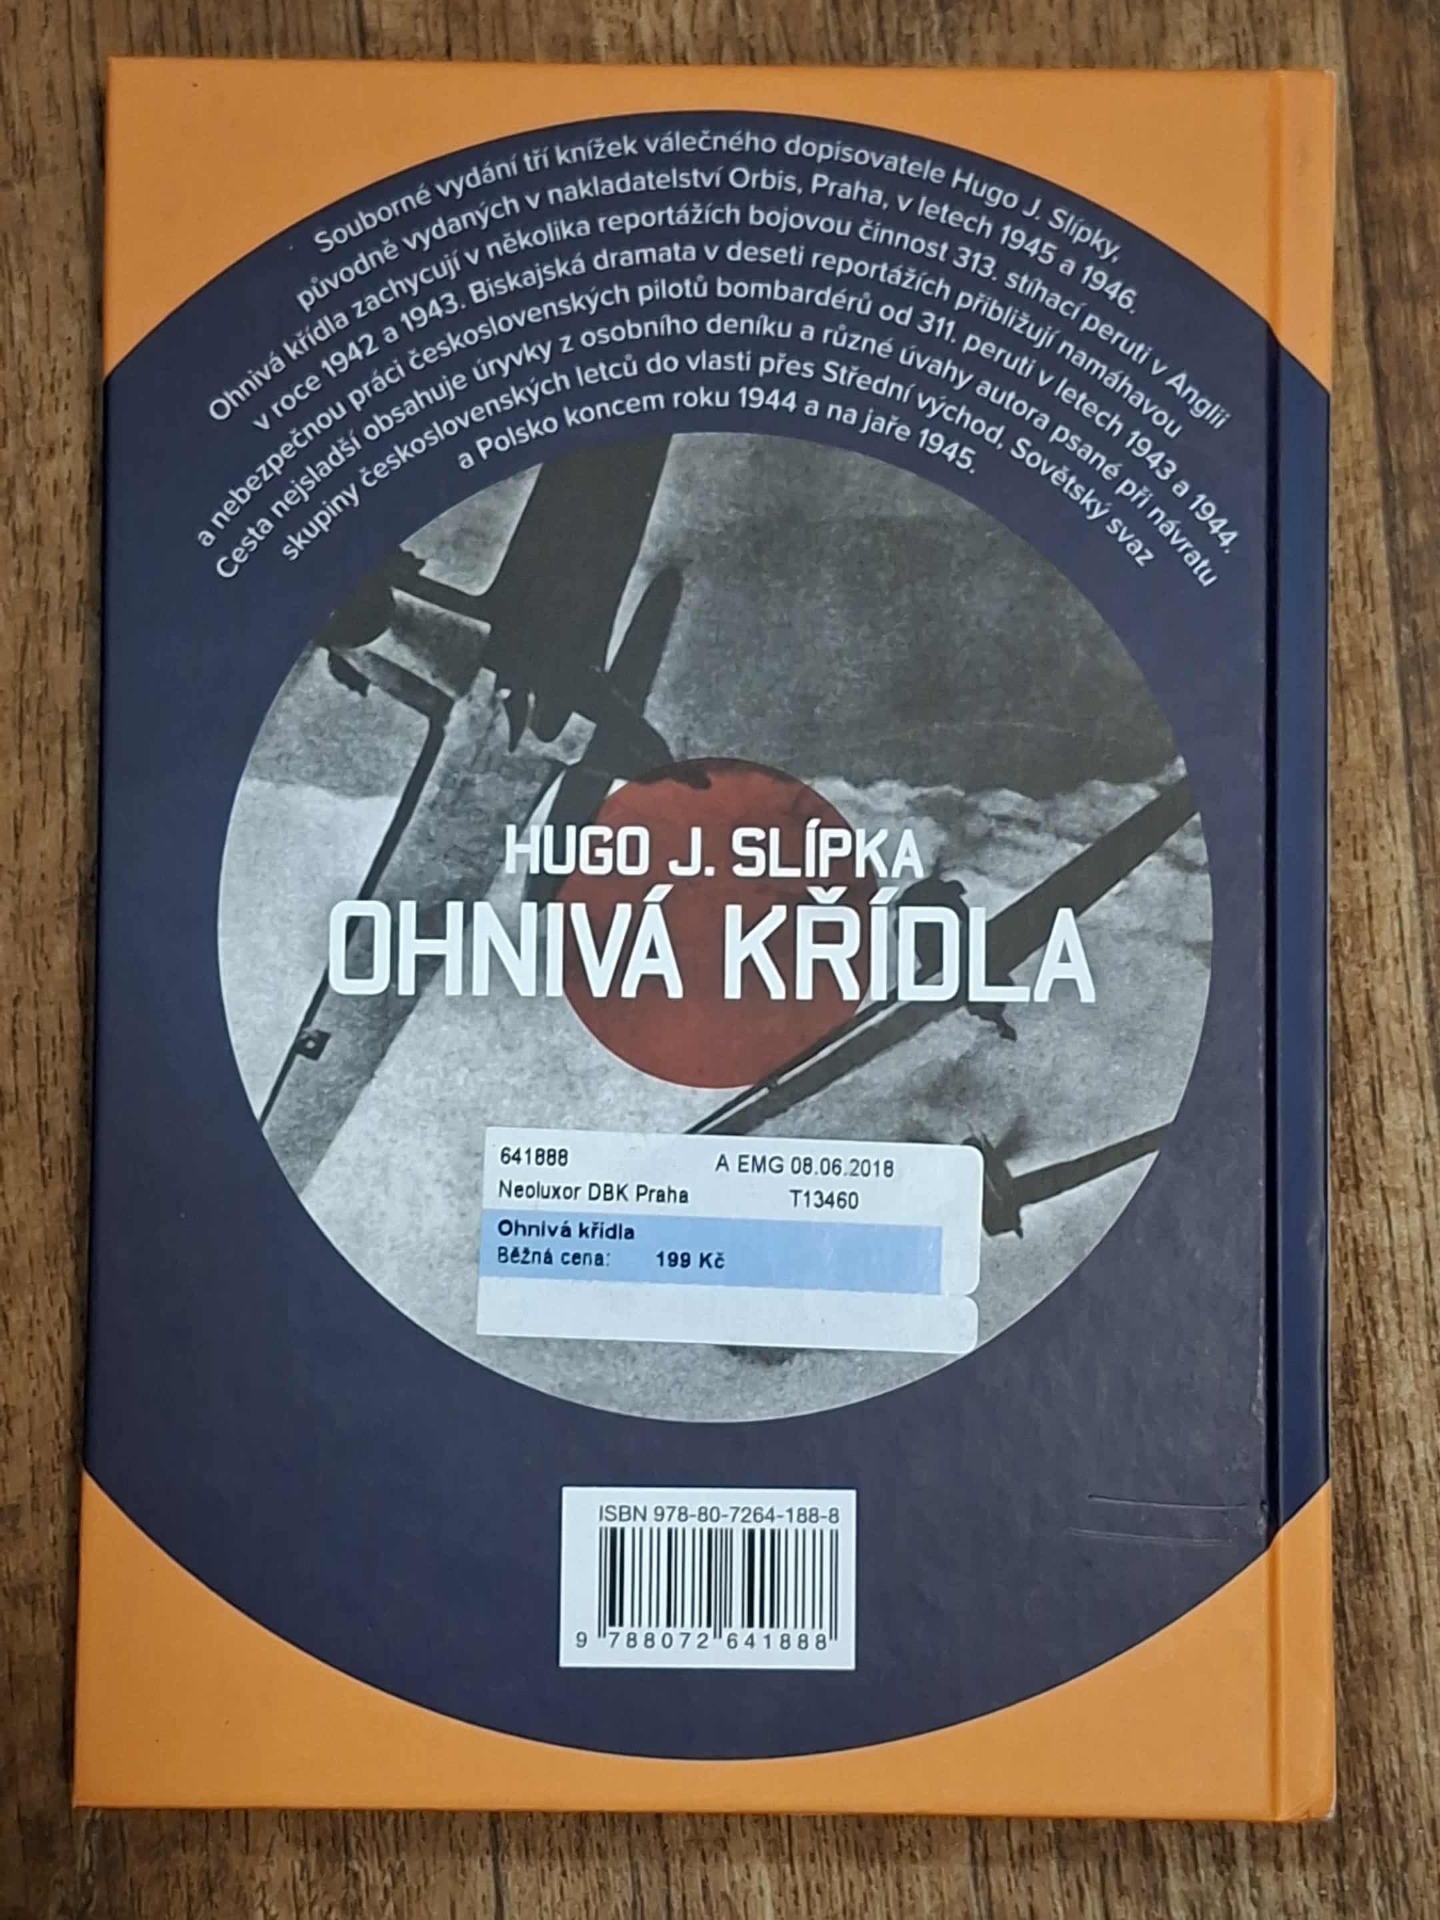 Souborné vydání tří knížek válečného dopisovatele Hugo J. Slípky,
původně vydaných v nakladatelství Orbis, Praha, v letech 1945 a 1946.
Ohnivá křídla zachycují v několika reportážích bojovou činnost 313. stíhací peruti v Anglii
v roce 1942 a 1943. Biskajská dramata v deseti reportážích přibližují namáhavou
a nebezpečnou práci československých pilotů bombardérů od 311. peruti v letech 1943 a 1944.
Cesta nejsladší obsahuje úryvky z osobního deníku a různé úvahy autora psané při návratu
skupiny československých letců do vlasti přes Střední východ, Sovětský svaz
a Polsko koncem roku 1944 a na jaře 1945.
HUGO J. SLÍPKA
OHNIVÁ KŘÍDLA
641888 A EMG 08.06.2018
Neoluxor DBK Praha T13460
Ohnivá křídla
Běžná cena: 199 Kč
ISBN 978-80-7264-188-8
9 788072 641888